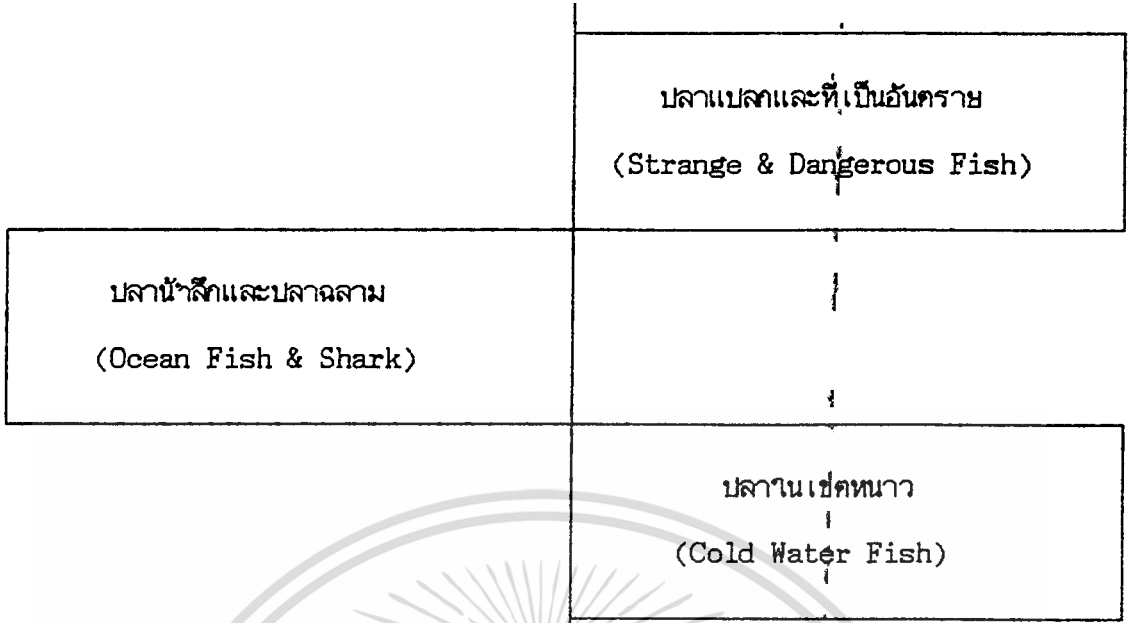 ปลาแปลกและที่เป็นอันตราย
(Strange & Dangerous Fish)
ปลาน้ำลึกและปลาฉลาม
(Ocean Fish & Shark)
ปลาในเขตหนาว
(Cold Water Fish)